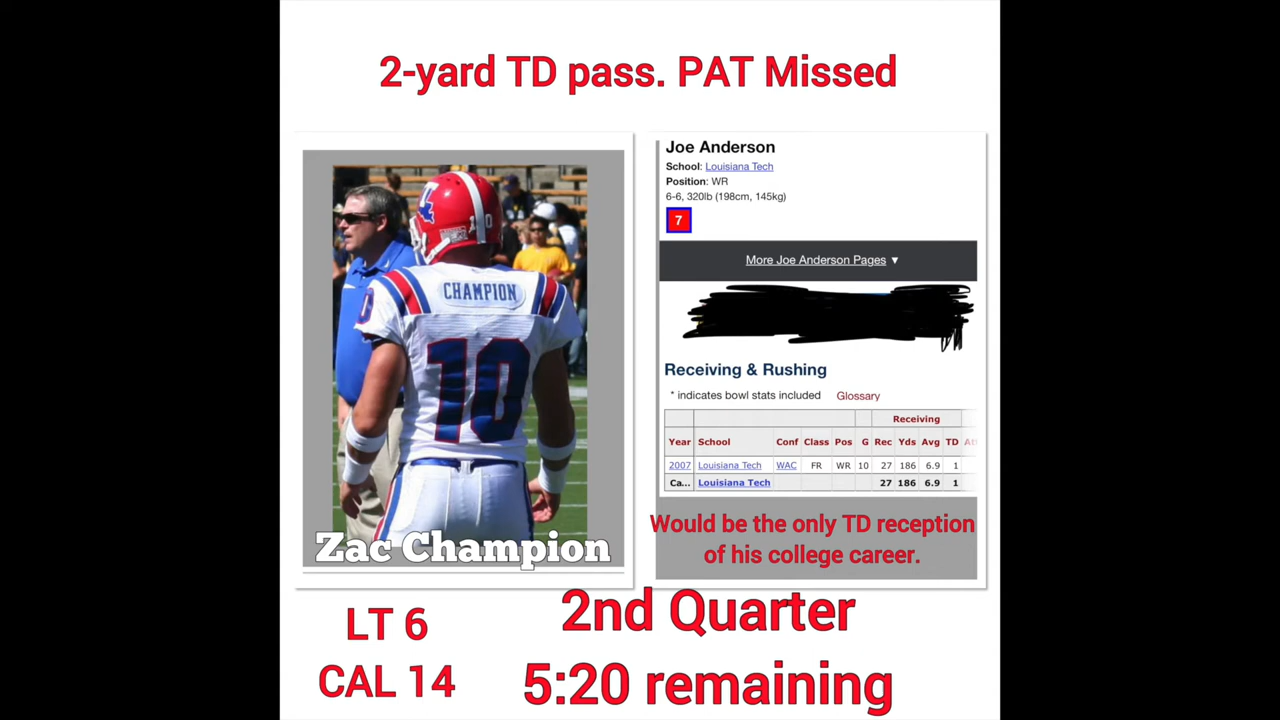 2-yard TD pass. PAT Missed
CHAMPION
10
Zac Champion
Joe Anderson
School: Louisiana Tech
Position: WR
6-6, 320lb (198cm, 145kg)
7
More Joe Anderson Pages ▼
Receiving & Rushing
* indicates bowl stats included Glossary
Receiving
Year School Conf Class Pos G Rec Yds Avg TD
2007 Louisiana Tech WAC FR WR 10 27 186 6.9 1
Ca... Louisiana Tech 27 186 6.9 1
Would be the only TD reception
of his college career.
LT 6
CAL 14
2nd Quarter
5:20 remaining